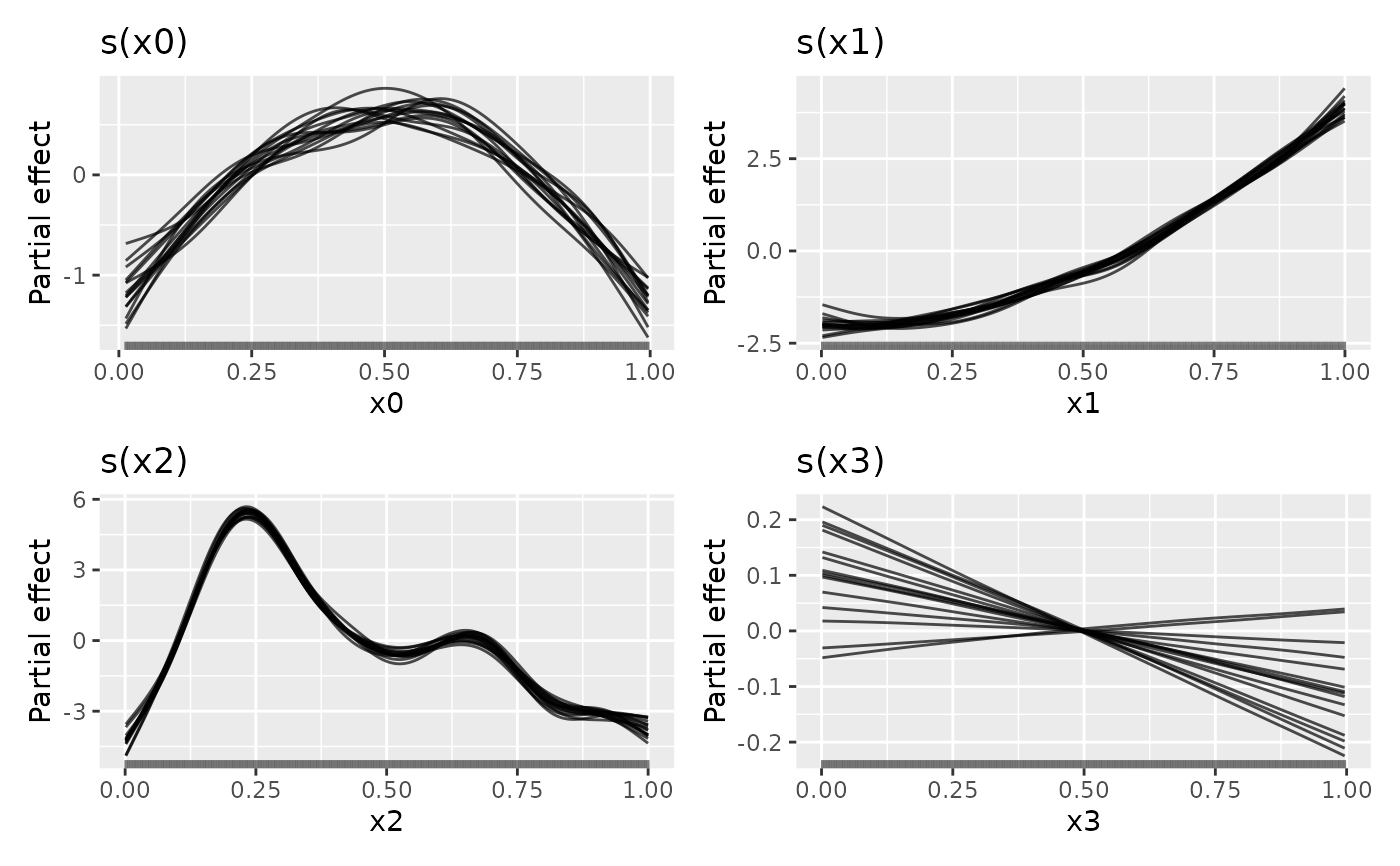 s(x0)
Partial effect
0
-1
0.00 0.25 0.50 0.75 1.00
x0
s(x1)
Partial effect
2.5
0.0
-2.5
0.00 0.25 0.50 0.75 1.00
x1
s(x2)
Partial effect
6
3
0
-3
0.00 0.25 0.50 0.75 1.00
x2
s(x3)
Partial effect
0.2
0.1
0.0
-0.1
-0.2
0.00 0.25 0.50 0.75 1.00
x3